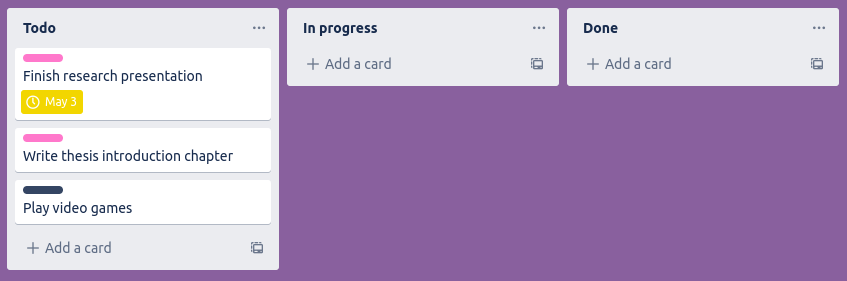 Todo
Finish research presentation
May 3
Write thesis introduction chapter
Play video games
Add a card
In progress
Add a card
Done
Add a card